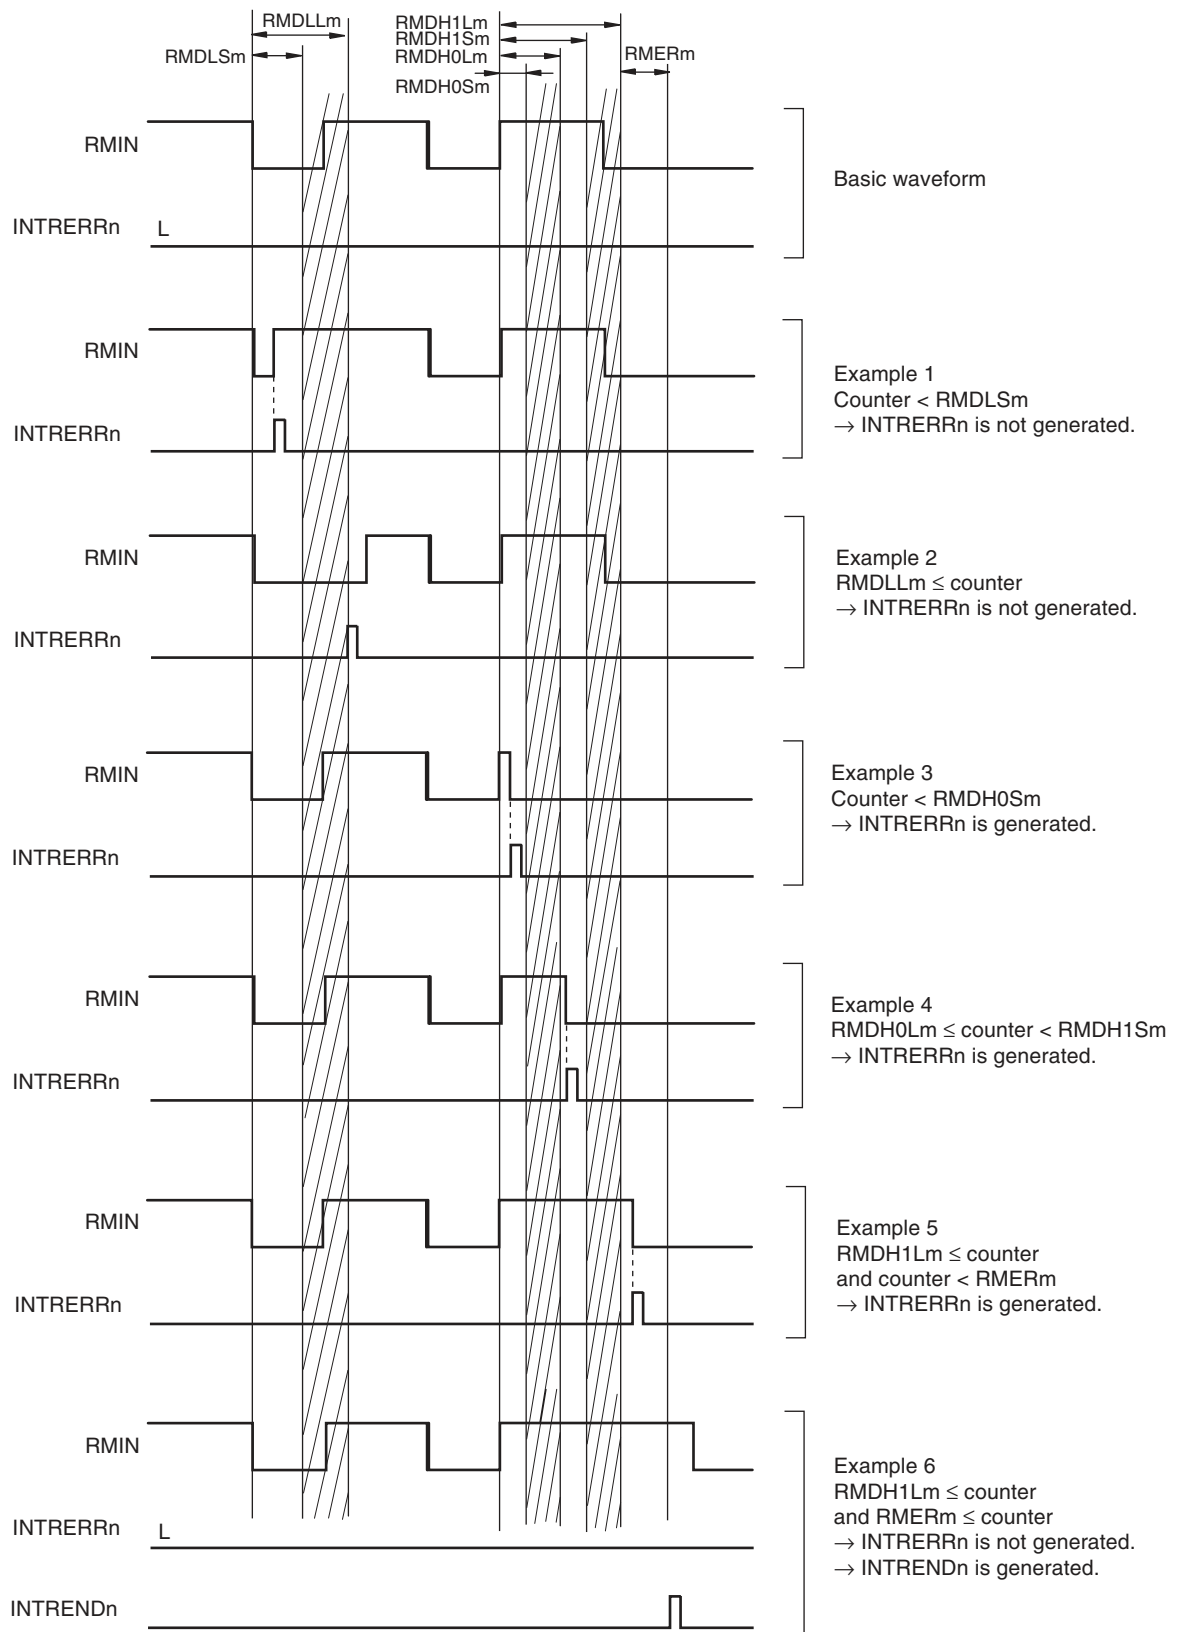 RMDLLm
RMDLSm
RMDH1Lm
RMDH1Sm
RMDH0Lm
RMDH0Sm
RMERm
RMIN
INTRERRn
L
Basic waveform
RMIN
INTRERRn
Example 1
Counter < RMDLSm
→ INTRERRn is not generated.
RMIN
INTRERRn
Example 2
RMDLLm ≤ counter
→ INTRERRn is not generated.
RMIN
INTRERRn
Example 3
Counter < RMDH0Sm
→ INTRERRn is generated.
RMIN
INTRERRn
Example 4
RMDH0Lm ≤ counter < RMDH1Sm
→ INTRERRn is generated.
RMIN
INTRERRn
Example 5
RMDH1Lm ≤ counter
and counter < RMERm
→ INTRERRn is generated.
RMIN
INTRERRn
L
INTRENDn
Example 6
RMDH1Lm ≤ counter
and RMERm ≤ counter
→ INTRERRn is not generated.
→ INTRENDn is generated.